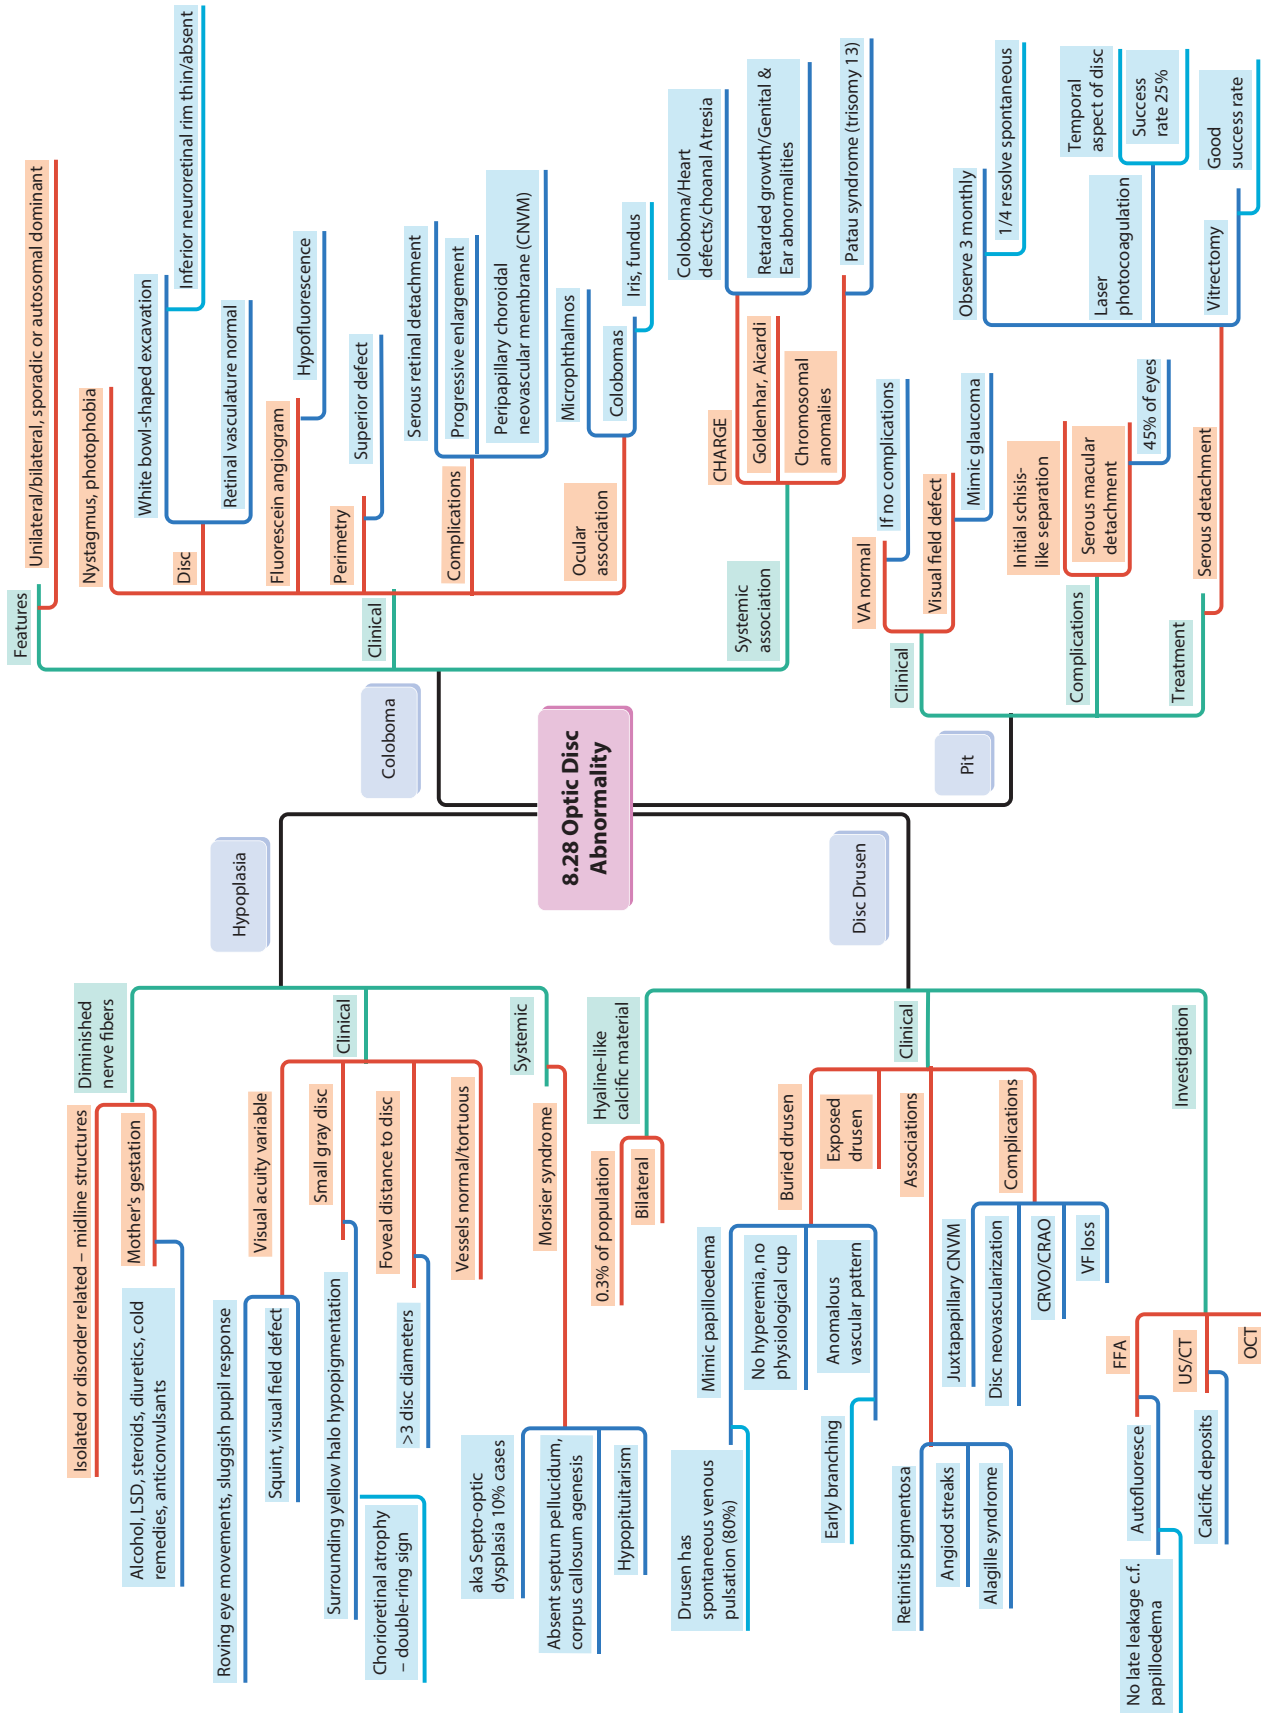 8.28 Optic Disc
Abnormality
Hypoplasia
Diminished
nerve fibers
Isolated or disorder related – midline structures
Mother's gestation
Alcohol, LSD, steroids, diuretics, cold
remedies, anticonvulsants
Clinical
Visual acuity variable
Roving eye movements, sluggish pupil response
Squint, visual field defect
Small gray disc
Surrounding yellow halo hypopigmentation
Chorioretinal atrophy
– double-ring sign
Foveal distance to disc
>3 disc diameters
Vessels normal/tortuous
Systemic
Morsier syndrome
aka Septo-optic
dysplasia 10% cases
Absent septum pellucidum,
corpus callosum agenesis
Hypopituitarism
Disc Drusen
Hyaline-like
calcific material
0.3% of population
Bilateral
Clinical
Buried drusen
Mimic papilloedema
Drusen has
spontaneous venous
pulsation (80%)
No hyperemia, no
physiological cup
Anomalous
vascular pattern
Early branching
Exposed
drusen
Associations
Retinitis pigmentosa
Angiod streaks
Alagille syndrome
Complications
Juxtapapillary CNVM
Disc neovascularization
CRVO/CRAO
VF loss
Investigation
FFA
Autofluoresce
No late leakage c.f.
papilloedema
US/CT
Calcific deposits
OCT
Coloboma
Features
Unilateral/bilateral, sporadic or autosomal dominant
Clinical
Nystagmus, photophobia
Disc
White bowl-shaped excavation
Inferior neuroretinal rim thin/absent
Retinal vasculature normal
Fluorescein angiogram
Hypofluorescence
Perimetry
Superior defect
Complications
Serous retinal detachment
Progressive enlargement
Peripapillary choroidal
neovascular membrane (CNVM)
Ocular
association
Microphthalmos
Colobomas
Iris, fundus
Systemic
association
CHARGE
Coloboma/Heart
defects/choanal Atresia
Retarded growth/Genital &
Ear abnormalities
Goldenhar, Aicardi
Chromosomal
anomalies
Patau syndrome (trisomy 13)
Pit
Clinical
VA normal
If no complications
Visual field defect
Mimic glaucoma
Complications
Initial schisis-
like separation
Serous macular
detachment
45% of eyes
Treatment
Serous detachment
Observe 3 monthly
1/4 resolve spontaneous
Laser
photocoagulation
Temporal
aspect of disc
Success
rate 25%
Vitrectomy
Good
success rate